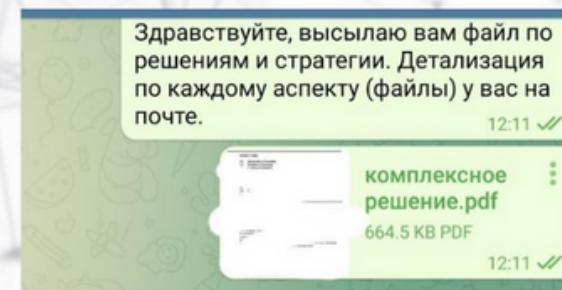 Здравствуйте, высылаю вам файл по
решениям и стратегии. Детализация
по каждому аспекту (файлы) у вас на
почте.
12:11
комплексное
решение.pdf
664.5 KB PDF
12:11